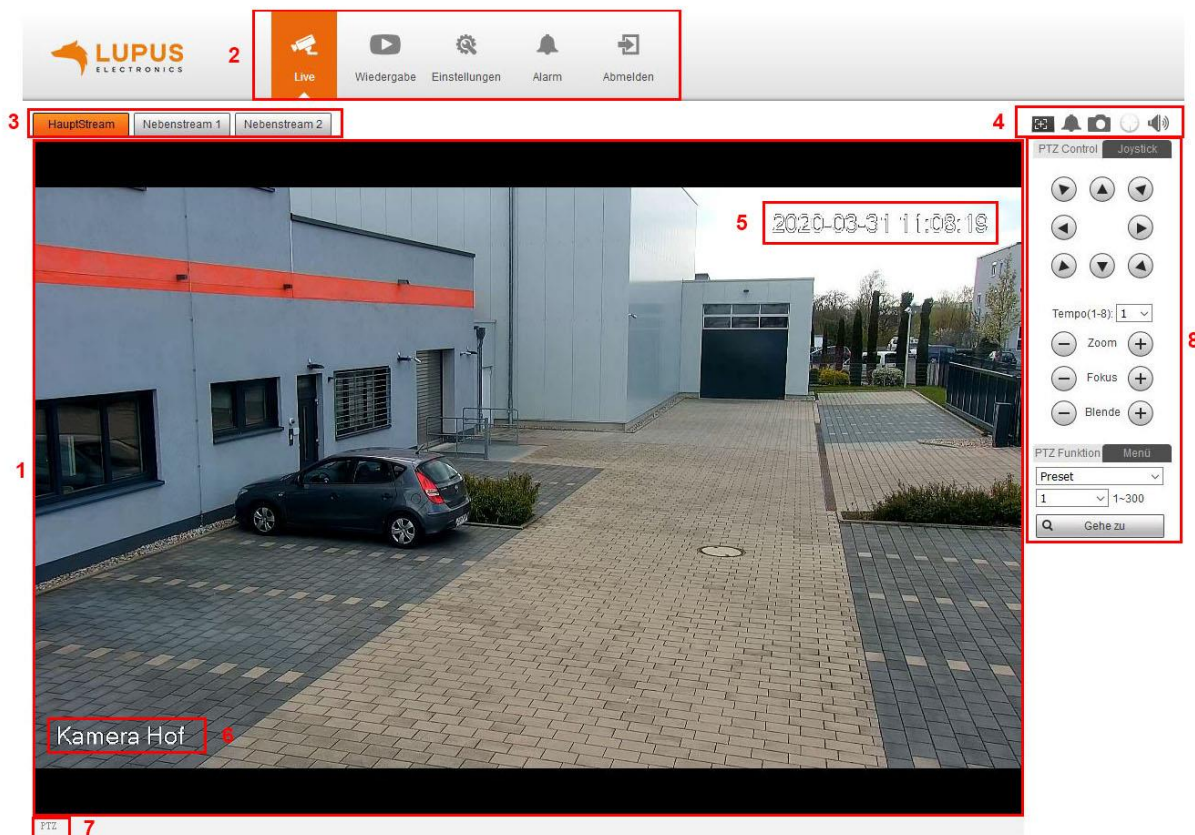 LUPUS
ELECTRONICS
2
Live
Wiedergabe
Einstellungen
Alarm
Abmelden
3
HauptStream
Nebenstream 1
Nebenstream 2
4
PTZ Control
Joystick
5
2020-03-31 11:08:19
Tempo(1-8): 1
Zoom
8
Fokus
Blende
1
PTZ Funktion
Menü
Preset
1
1~300
Gehe zu
Kamera Hof
6
PTZ
7